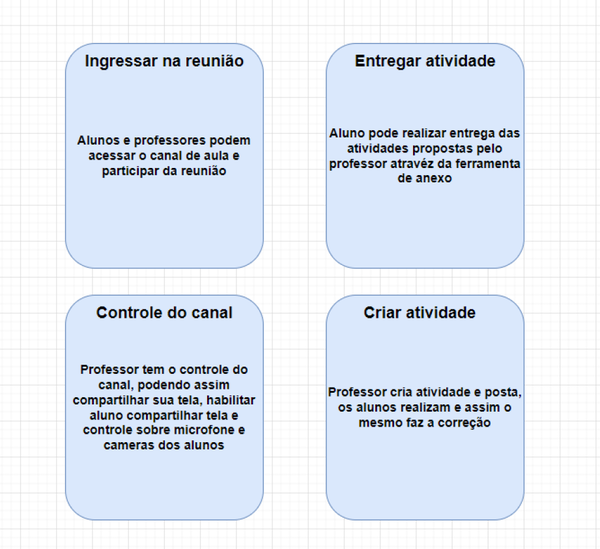 Ingressar na reunião
Alunos e professores podem
acessar o canal de aula e
participar da reunião
Entregar atividade
Aluno pode realizar entrega das
atividades propostas pelo
professor atravéz da ferramenta
de anexo
Controle do canal
Professor tem o controle do
canal, podendo assim
compartilhar sua tela, habilitar
aluno compartilhar tela e
controle sobre microfone e
cameras dos alunos
Criar atividade
Professor cria atividade e posta,
os alunos realizam e assim o
mesmo faz a correção